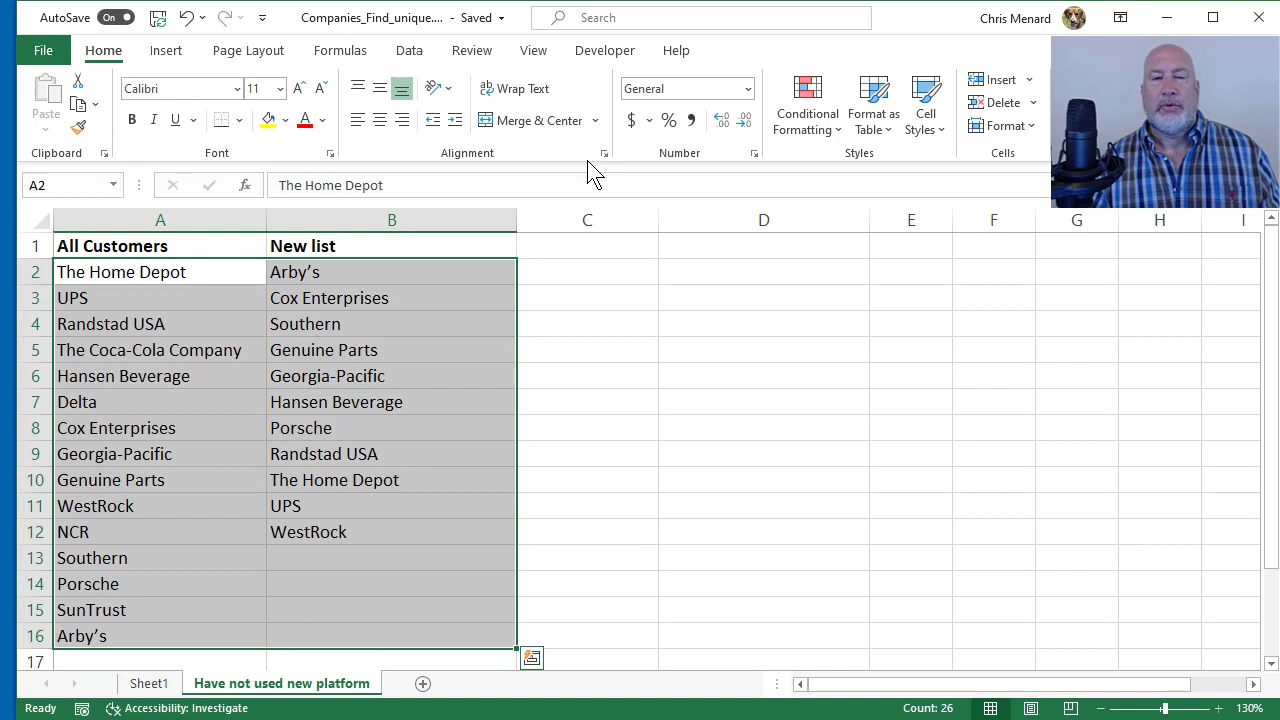 AutoSave On Companies_Find_unique.... - Saved Search Chris Menard
File Home Insert Page Layout Formulas Data Review View Developer Help
Paste Calibri 11 Wrap Text General Conditional Formatting Format as Table Cell Styles Insert
B I U Merge & Center $ % , Delete
Format
Clipboard Font Alignment Number Styles Cells
A2 fx The Home Depot
A B C D E F G H I
1 All Customers New list
2 The Home Depot Arby’s
3 UPS Cox Enterprises
4 Randstad USA Southern
5 The Coca-Cola Company Genuine Parts
6 Hansen Beverage Georgia-Pacific
7 Delta Hansen Beverage
8 Cox Enterprises Porsche
9 Georgia-Pacific Randstad USA
10 Genuine Parts The Home Depot
11 WestRock UPS
12 NCR WestRock
13 Southern
14 Porsche
15 SunTrust
16 Arby’s
17
Sheet1 Have not used new platform
Ready Accessibility: Investigate Count: 26 130%